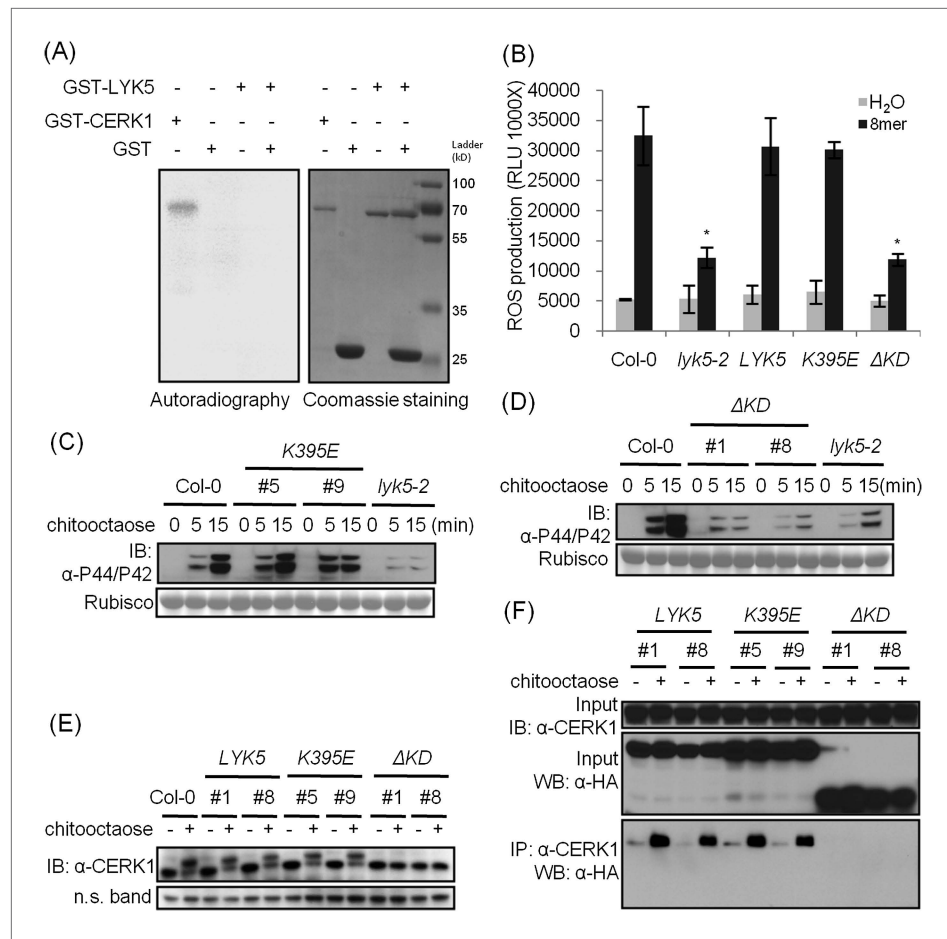 (A)
GST-LYK5 - - + +
GST-CERK1 + - - -
GST - + - +
Ladder
(kD)
100
70
55
35
25
Autoradiography
Coomassie staining
(B)
ROS production (RLU 1000X)
40000
35000
30000
25000
20000
15000
10000
5000
0
H₂O
8mer
*
*
Col-0 lyk5-2 LYK5 K395E ΔKD
(C)
K395E
Col-0 #5 #9 lyk5-2
chitooctaose 0 5 15 0 5 15 0 5 15 0 5 15 (min)
IB:
α-P44/P42
Rubisco
(D)
ΔKD
Col-0 #1 #8 lyk5-2
chitooctaose 0 5 15 0 5 15 0 5 15 0 5 15(min)
IB:
α-P44/P42
Rubisco
(E)
LYK5 K395E ΔKD
Col-0 #1 #8 #5 #9 #1 #8
chitooctaose - + - + - + - + - + - + - +
IB: α-CERK1
n.s. band
(F)
LYK5 K395E ΔKD
#1 #8 #5 #9 #1 #8
chitooctaose - + - + - + - + - + - +
Input
IB: α-CERK1
Input
WB: α-HA
IP: α-CERK1
WB: α-HA